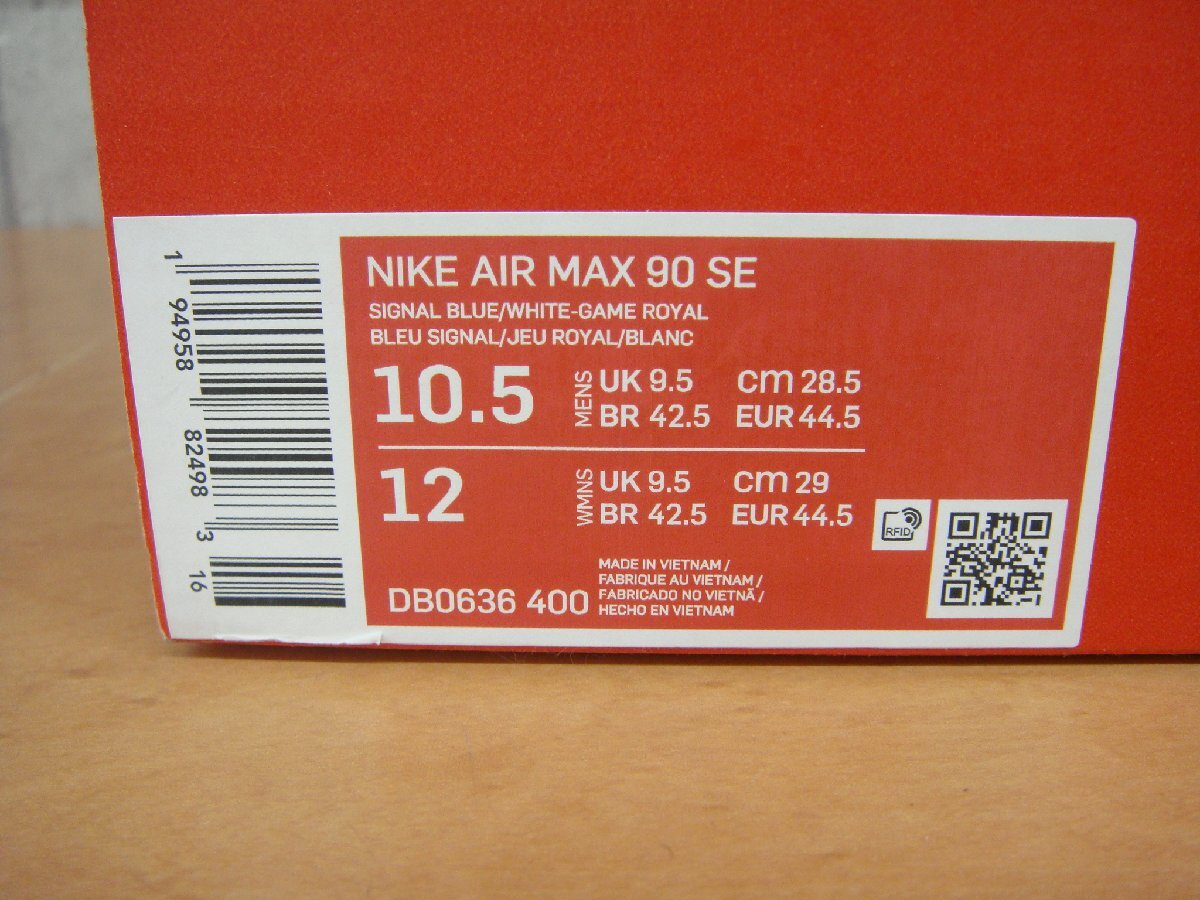 NIKE AIR MAX 90 SE
SIGNAL BLUE/WHITE-GAME ROYAL
BLEU SIGNAL/JEU ROYAL/BLANC
10.5 MENS UK 9.5 cm 28.5
BR 42.5 EUR 44.5
12 WMNS UK 9.5 cm 29
BR 42.5 EUR 44.5
DB0636 400
MADE IN VIETNAM /
FABRIQUE AU VIETNAM /
FABRICADO NO VIETNÃ /
HECHO EN VIETNAM
RFID
1 94958 82498 3 16